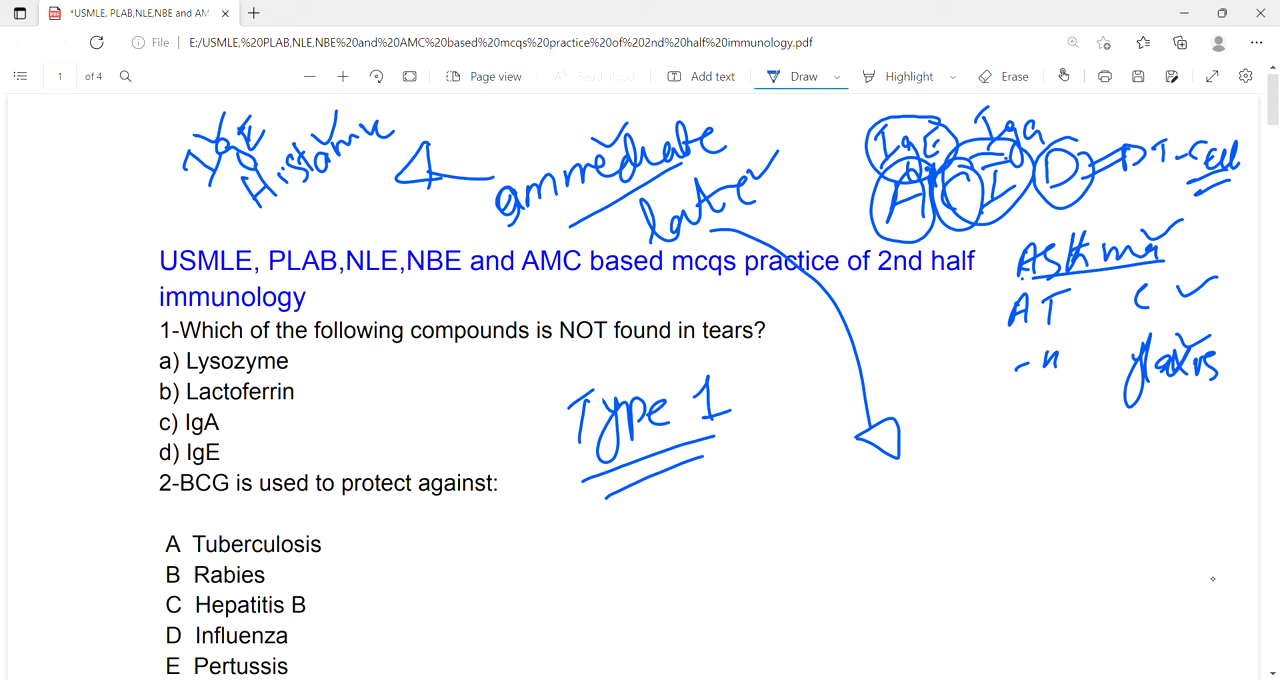 *USMLE, PLAB,NLE,NBE and AM
File E:/USMLE,%20PLAB,NLE,NBE%20and%20AMC%20based%20mcqs%20practice%20of%202nd%20half%20immunology.pdf
1 of 4 Page view Read aloud Add text Draw Highlight Erase
IgE
Histamine
ammediate
late
IgE IgG
A C I D T-Cell
Asthma
A T C
USMLE, PLAB,NLE,NBE and AMC based mcqs practice of 2nd half
immunology
1-Which of the following compounds is NOT found in tears?
a) Lysozyme
b) Lactoferrin
c) IgA
d) IgE
Type 1
2-BCG is used to protect against:
A Tuberculosis
B Rabies
C Hepatitis B
D Influenza
E Pertussis